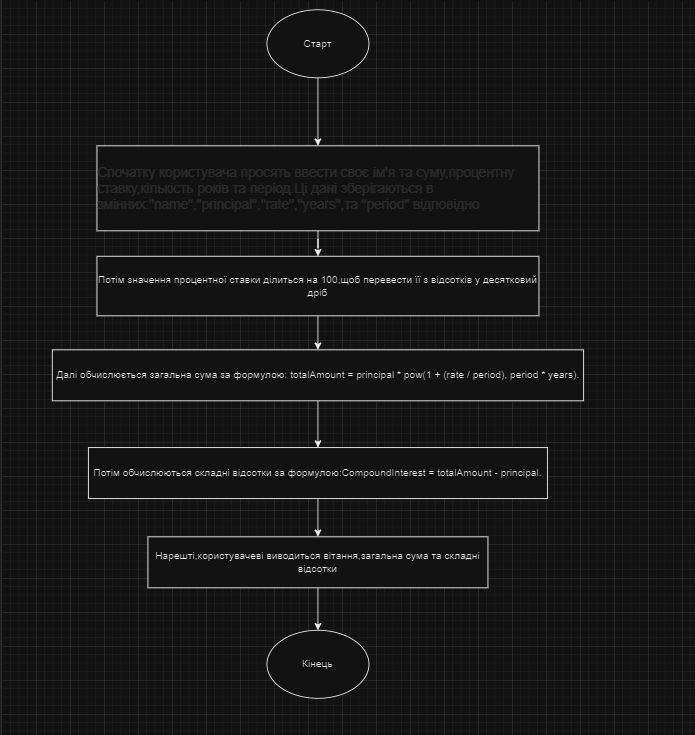 Старт
Спочатку користувача просять ввести своє ім'я та суму,процентну
ставку,кількість років та період.Ці дані зберігаються в
змінних:"name","principal","rate","years",та "period" відповідно
Потім значення процентної ставки ділиться на 100,щоб перевести її з відсотків у десятковий
дріб
Далі обчислюється загальна сума за формулою: totalAmount = principal * pow(1 + (rate / period), period * years).
Потім обчислюються складні відсотки за формулою:CompoundInterest = totalAmount - principal.
Нарешті,користувачеві виводиться вітання,загальна сума та складні
відсотки
Кінець